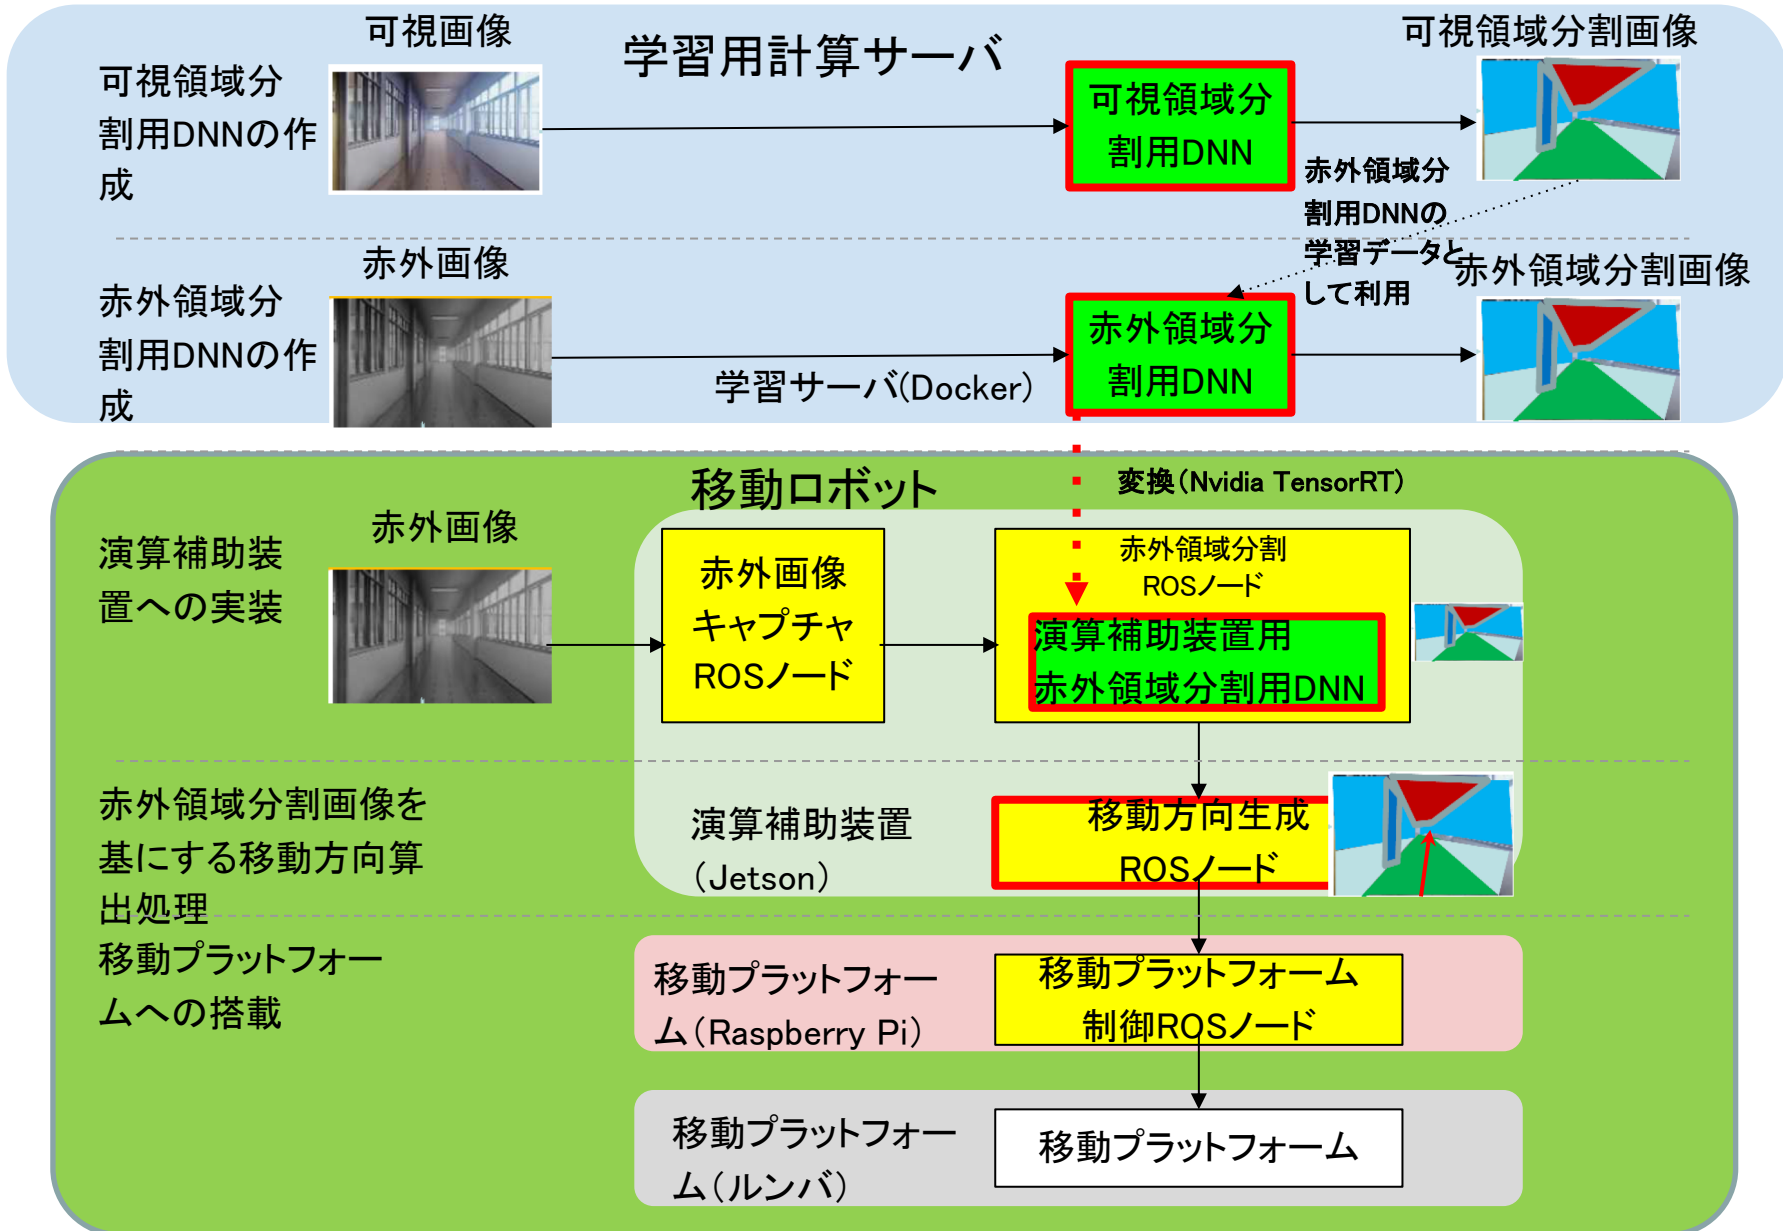 可視画像
学習用計算サーバ
可視領域分割画像
可視領域分
割用DNNの作
成
可視領域分
割用DNN
赤外領域分
割用DNNの
学習データと
して利用
赤外画像
赤外領域分割画像
赤外領域分
割用DNNの作
成
赤外領域分
割用DNN
学習サーバ(Docker)
移動ロボット
変換(Nvidia TensorRT)
赤外画像
演算補助装
置への実装
赤外画像
キャプチャ
ROSノード
赤外領域分割
ROSノード
演算補助装置用
赤外領域分割用DNN
赤外領域分割画像を
基にする移動方向算
出処理
演算補助装置
(Jetson)
移動方向生成
ROSノード
移動プラットフォー
ムへの搭載
移動プラットフォー
ム(Raspberry Pi)
移動プラットフォーム
制御ROSノード
移動プラットフォー
ム(ルンバ)
移動プラットフォーム